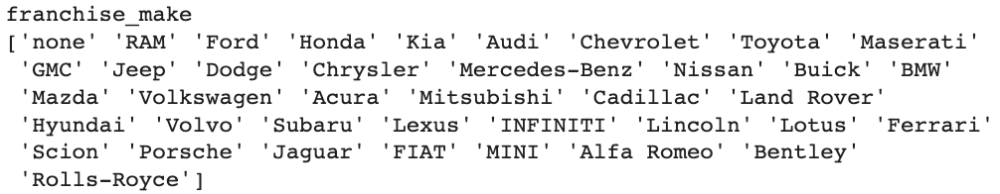 franchise_make
['none' 'RAM' 'Ford' 'Honda' 'Kia' 'Audi' 'Chevrolet' 'Toyota' 'Maserati'
'GMC' 'Jeep' 'Dodge' 'Chrysler' 'Mercedes-Benz' 'Nissan' 'Buick' 'BMW'
'Mazda' 'Volkswagen' 'Acura' 'Mitsubishi' 'Cadillac' 'Land Rover'
'Hyundai' 'Volvo' 'Subaru' 'Lexus' 'INFINITI' 'Lincoln' 'Lotus' 'Ferrari'
'Scion' 'Porsche' 'Jaguar' 'FIAT' 'MINI' 'Alfa Romeo' 'Bentley'
'Rolls-Royce']